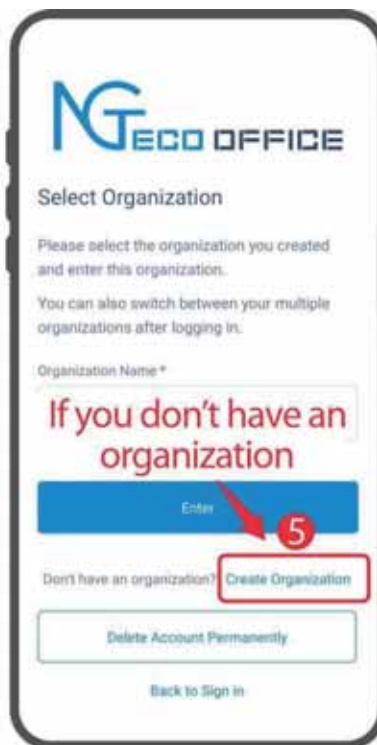 NGTECO OFFICE
Select Organization
Please select the organization you created
and enter this organization.
You can also switch between your multiple
organizations after logging in.
Organization Name *
If you don't have an
organization
Enter
5
Don't have an organization? Create Organization
Delete Account Permanently
Back to Sign in